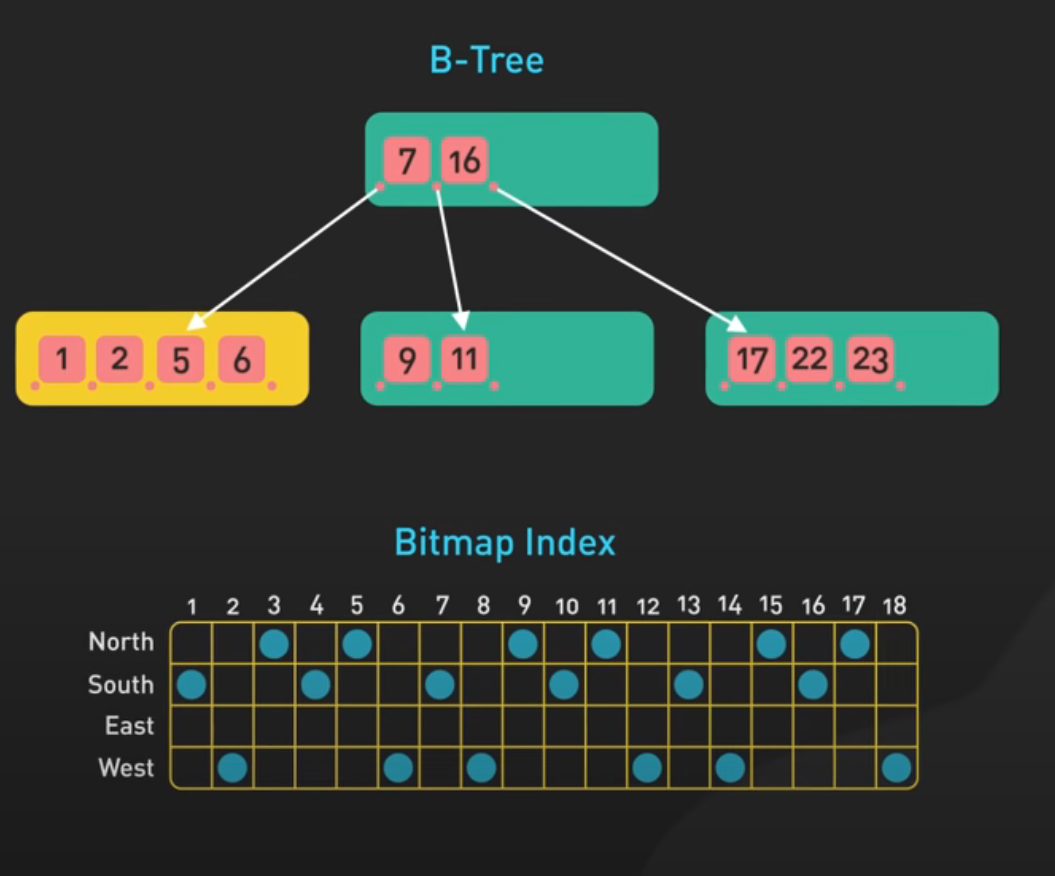 B-Tree
7 16
1 2 5 6 9 11 17 22 23
Bitmap Index
1 2 3 4 5 6 7 8 9 10 11 12 13 14 15 16 17 18
North
South
East
West